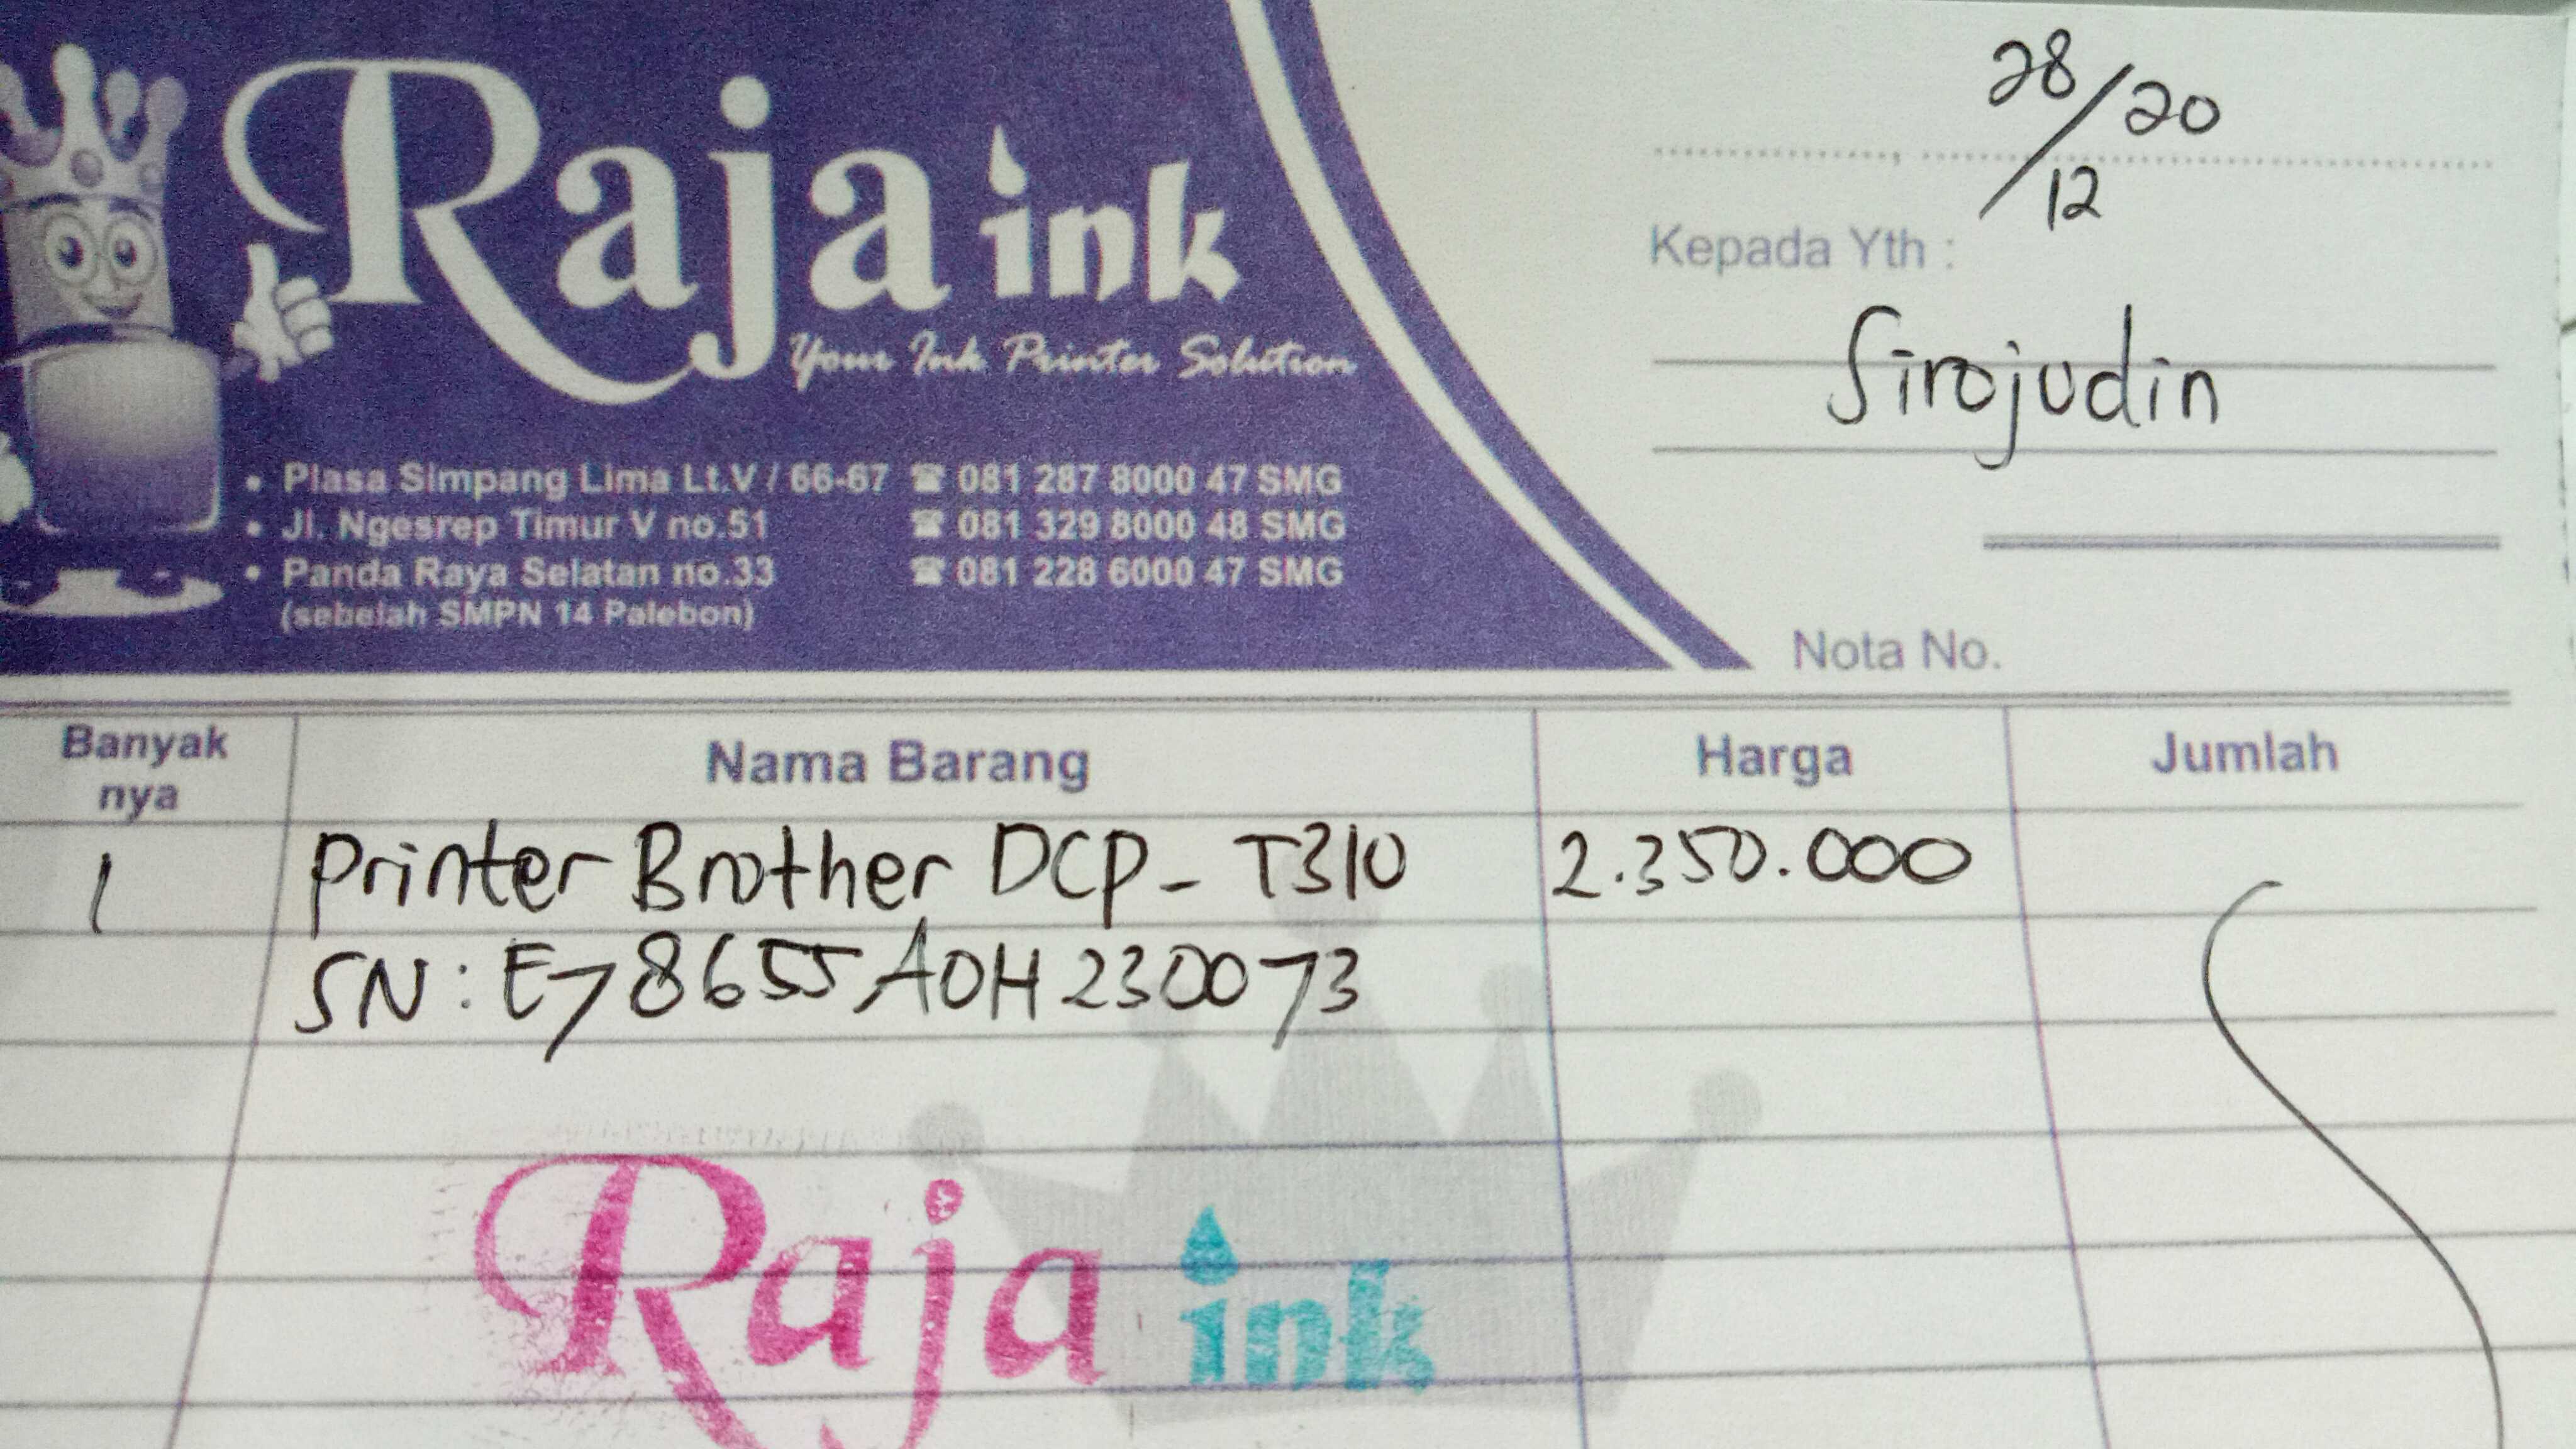 Raja ink
Your Ink Printer Solution
• Plasa Simpang Lima Lt.V / 66-67 ☎ 081 287 8000 47 SMG
• Jl. Ngesrep Timur V no.51 ☎ 081 329 8000 48 SMG
• Panda Raya Selatan no.33 ☎ 081 228 6000 47 SMG
(sebelah SMPN 14 Palebon)
28/12/20
Kepada Yth :
Sirojudin
Nota No.
Banyak nya Nama Barang Harga Jumlah
1 Printer Brother DCP-T310 2.350.000
SN: E78655A0H230073
Raja ink